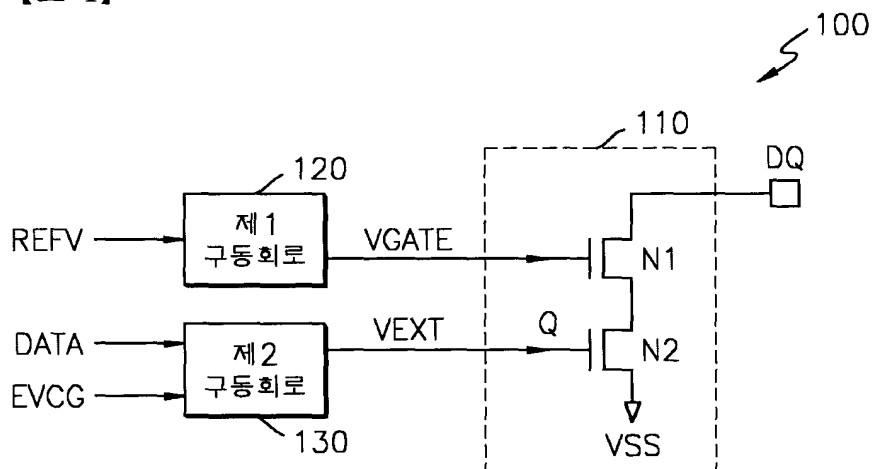 100
110
DQ
120
REFV
제1
구동회로
VGATE
N1
DATA
EVCG
제2
구동회로
VEXT
Q
N2
130
VSS